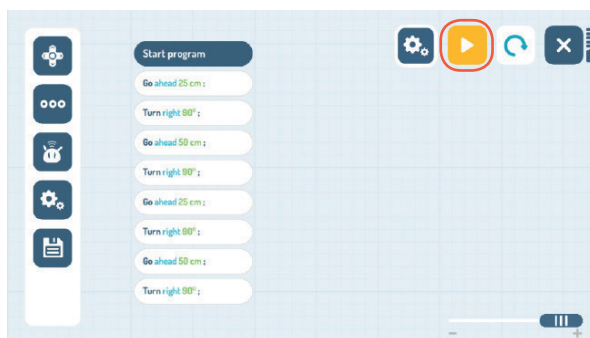 Start program
Go ahead 25 cm ;
Turn right 90° ;
Go ahead 50 cm ;
Turn right 90° ;
Go ahead 25 cm ;
Turn right 90° ;
Go ahead 50 cm ;
Turn right 90° ;